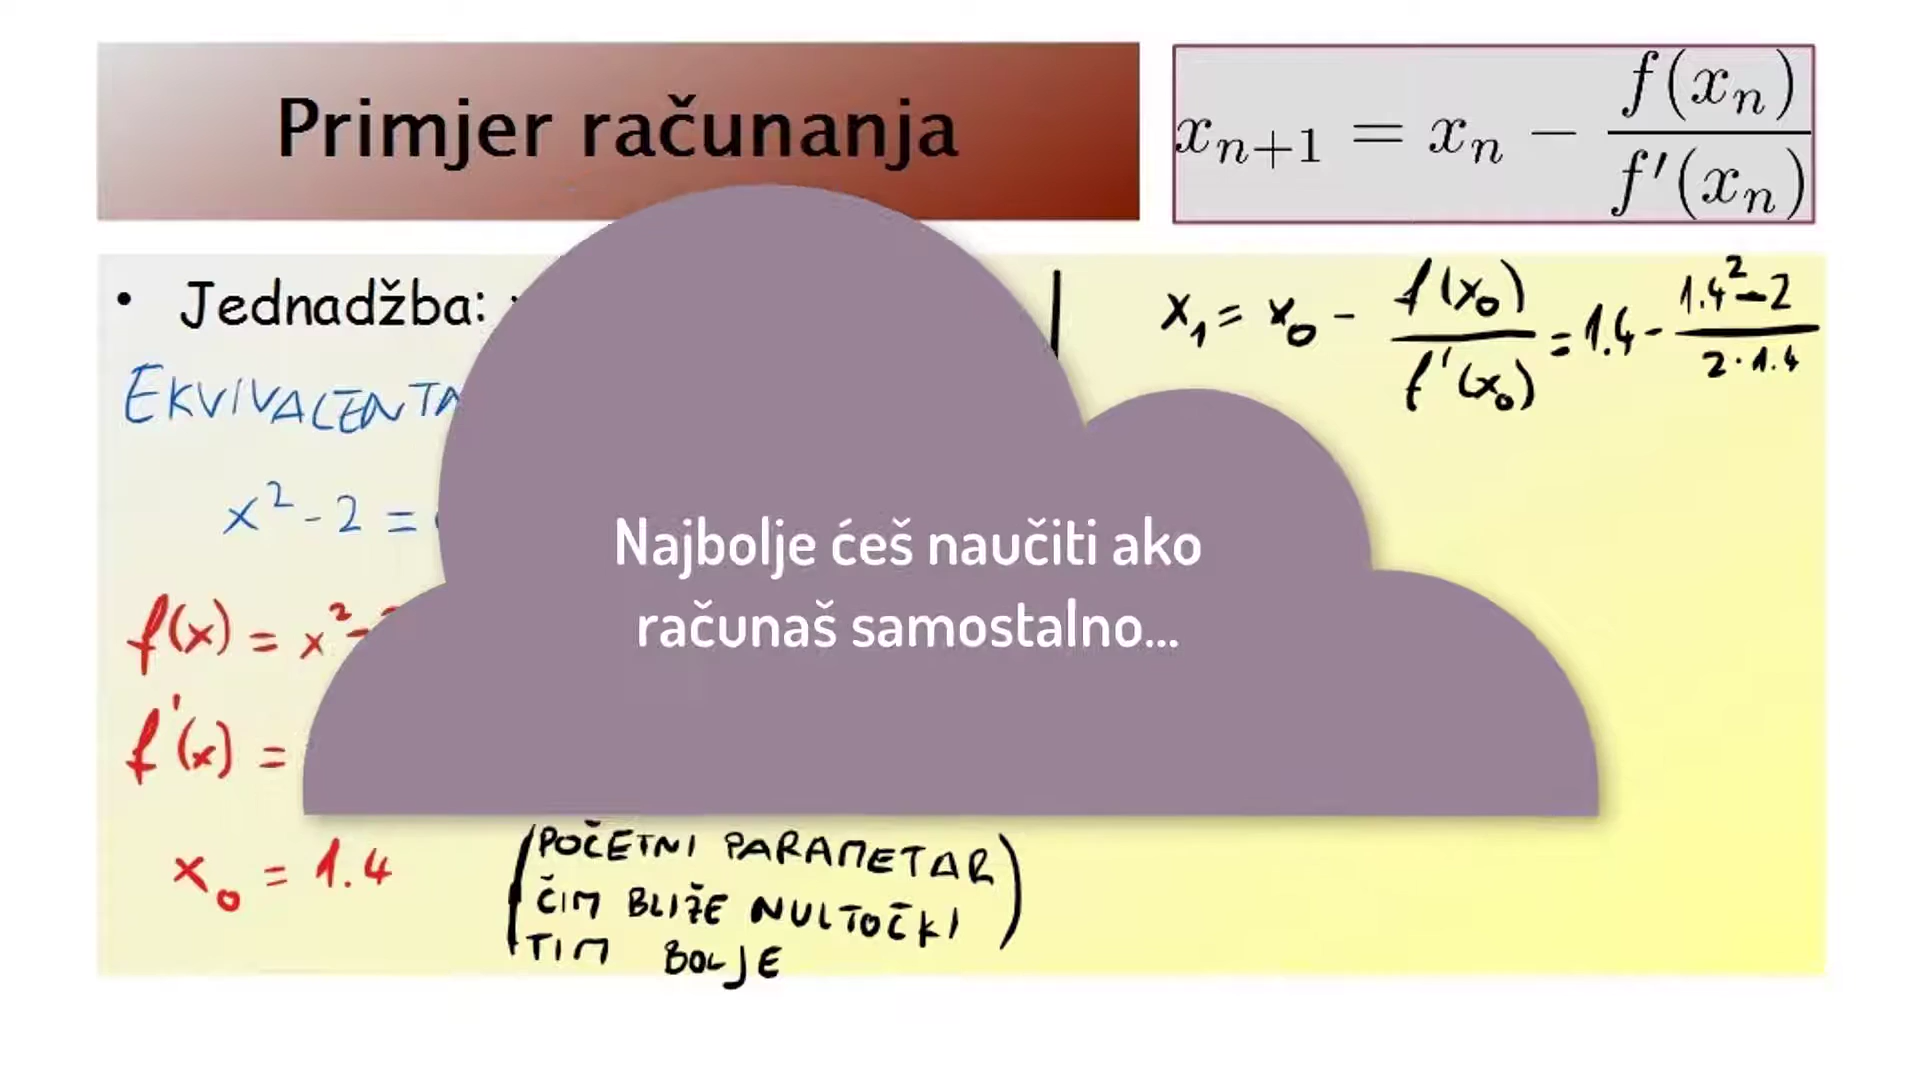 Primjer računanja
x_{n+1} = x_n − f(x_n) / f'(x_n)
• Jednadžba:
EKVIVALENTA
x² - 2 =
x₁ = x₀ - f(x₀) / f'(x₀) = 1.4 - (1.4² - 2) / (2 · 1.4)
Najbolje ćeš naučiti ako
računaš samostalno...
f(x) = x² -
f'(x) =
x₀ = 1.4
(POČETNI PARAMETAR
ČIM BLIŽE NULTOČKI
TIM BOLJE)